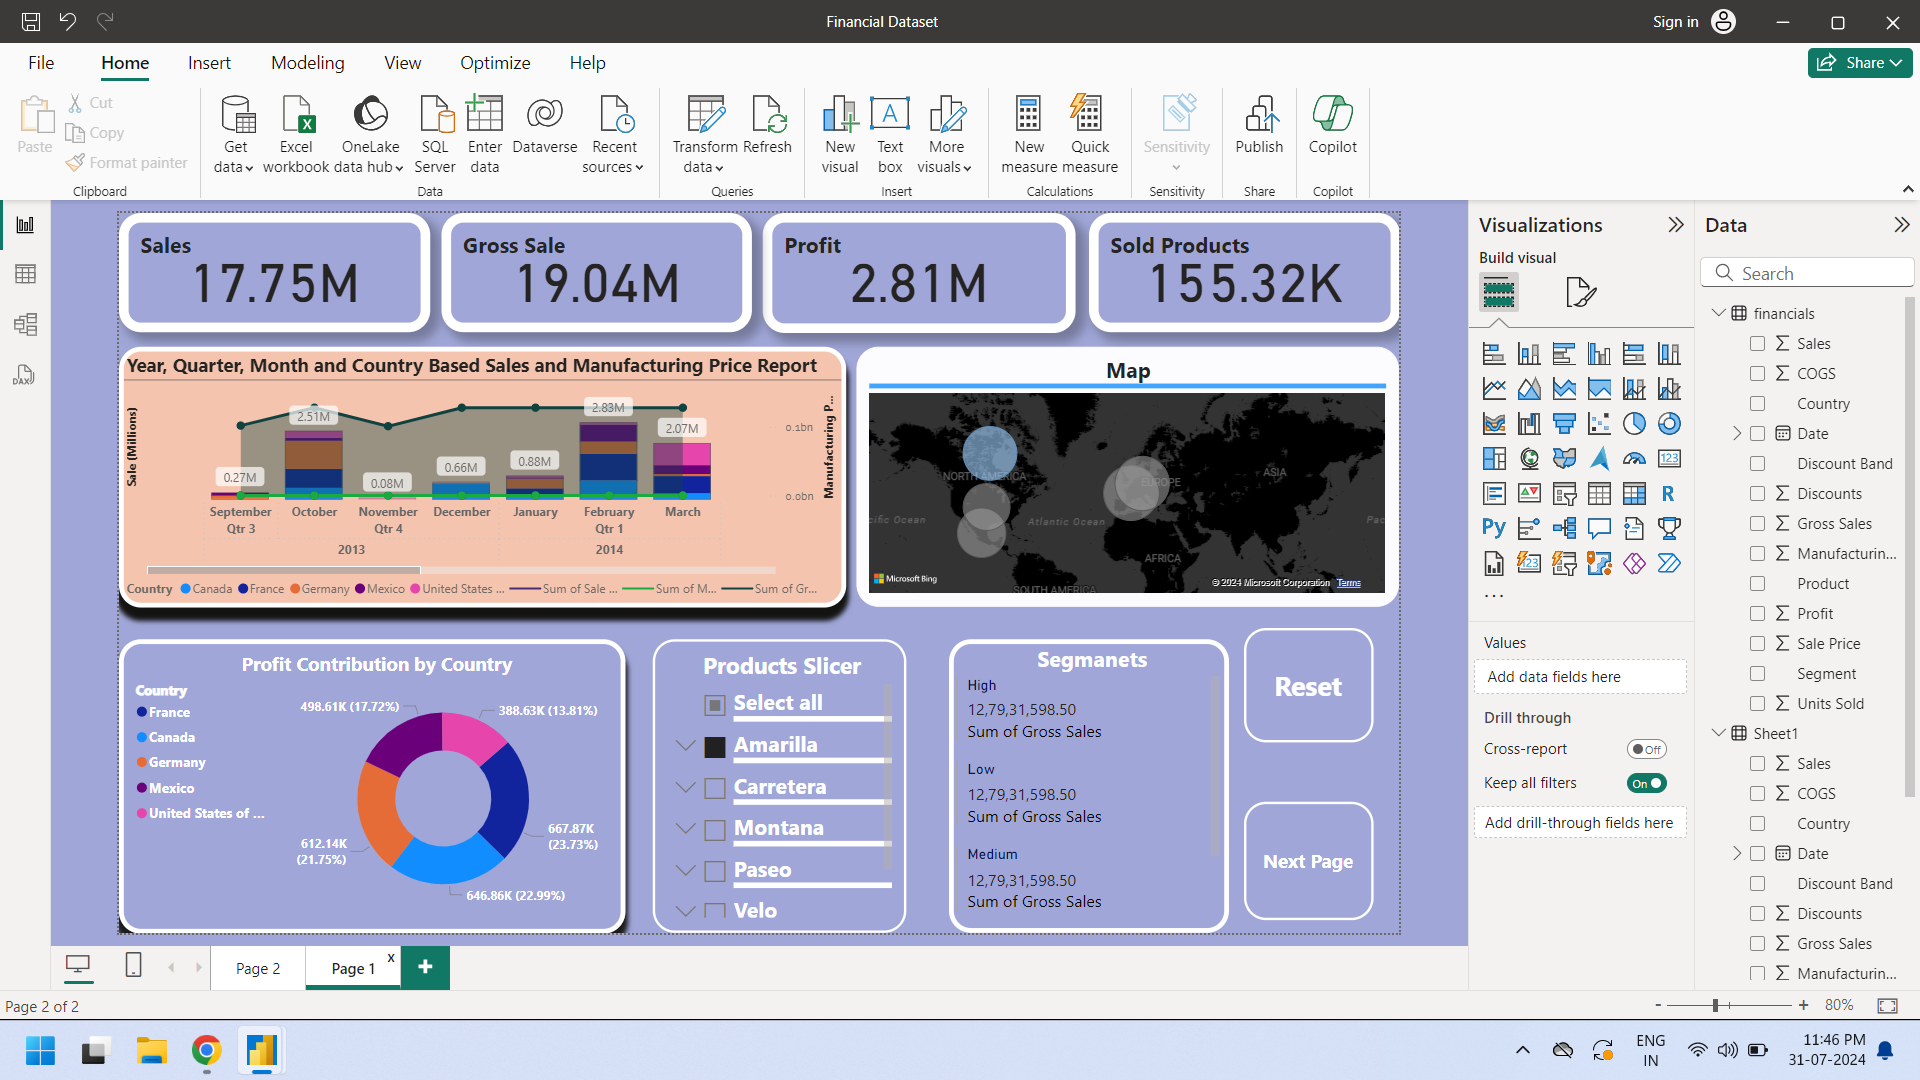 Financial Dataset
Sign in
File
Home
Insert
Modeling
View
Optimize
Help
Share
Paste
Cut
Copy
Format painter
Clipboard
Get data
Excel workbook
OneLake data hub
SQL Server
Enter data
Dataverse
Recent sources
Data
Transform data
Refresh
Queries
New visual
Text box
More visuals
Insert
New measure
Quick measure
Calculations
Sensitivity
Sensitivity
Publish
Share
Copilot
Copilot
Sales
17.75M
Gross Sale
19.04M
Profit
2.81M
Sold Products
155.32K
Year, Quarter, Month and Country Based Sales and Manufacturing Price Report
Sale (Millions)
Manufacturing P...
0.27M
2.51M
0.08M
0.66M
0.88M
2.83M
2.07M
0.1bn
0.0bn
September
October
November
December
January
February
March
Qtr 3
Qtr 4
Qtr 1
2013
2014
Country
Canada
France
Germany
Mexico
United States ...
Sum of Sale ...
Sum of M...
Sum of Gr...
Map
NORTH AMERICA
EUROPE
ASIA
cific Ocean
Atlantic Ocean
Pac
AFRICA
SOUTH AMERICA
Microsoft Bing
© 2024 Microsoft Corporation
Terms
Profit Contribution by Country
Country
France
Canada
Germany
Mexico
United States of ...
498.61K (17.72%)
388.63K (13.81%)
667.87K
(23.73%)
612.14K
(21.75%)
646.86K (22.99%)
Products Slicer
Select all
Amarilla
Carretera
Montana
Paseo
Velo
Segmanets
High
12,79,31,598.50
Sum of Gross Sales
Low
12,79,31,598.50
Sum of Gross Sales
Medium
12,79,31,598.50
Sum of Gross Sales
Reset
Next Page
Visualizations
Build visual
123
R
Py
123
...
Values
Add data fields here
Drill through
Cross-report
Off
Keep all filters
On
Add drill-through fields here
Data
Search
financials
Sales
COGS
Country
Date
Discount Band
Discounts
Gross Sales
Manufacturin...
Product
Profit
Sale Price
Segment
Units Sold
Sheet1
Sales
COGS
Country
Date
Discount Band
Discounts
Gross Sales
Manufacturin...
DAX
Page 2
Page 1
x
+
Page 2 of 2
- + 80%
ENG
IN
11:46 PM
31-07-2024